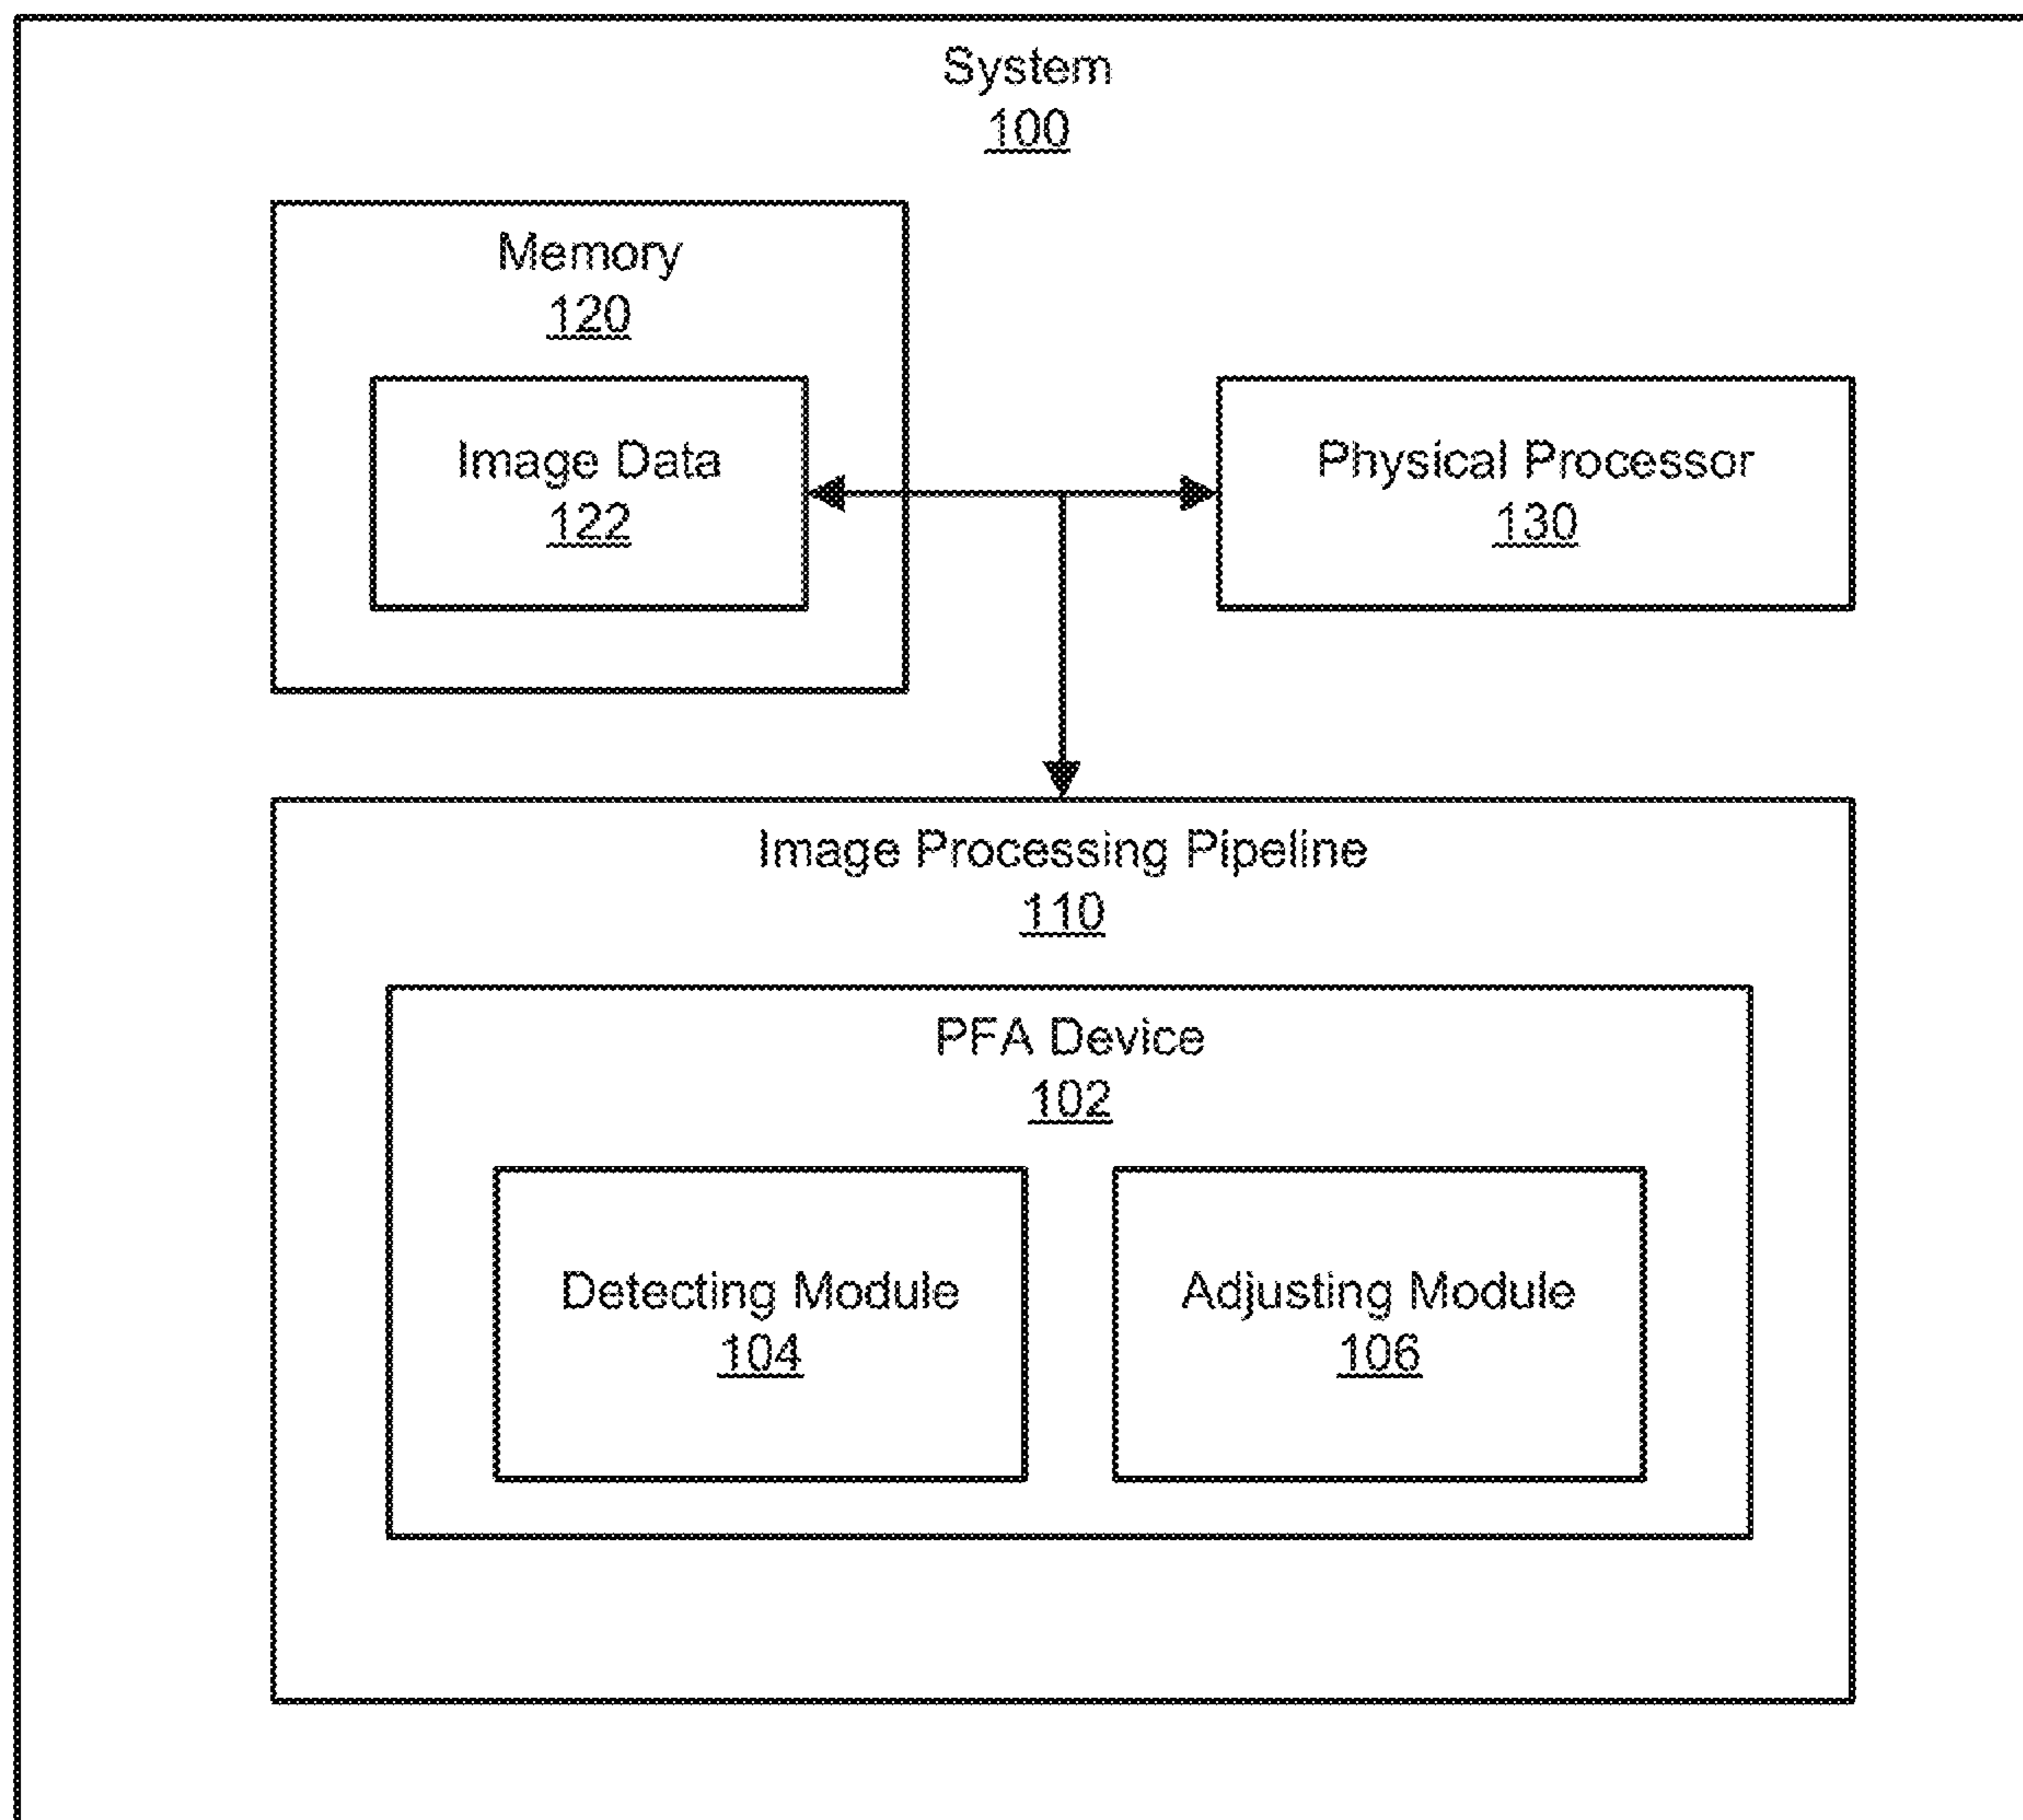 System
100
Memory
120
Image Data
122
Physical Processor
130
Image Processing Pipeline
110
PFA Device
102
Detecting Module
104
Adjusting Module
106